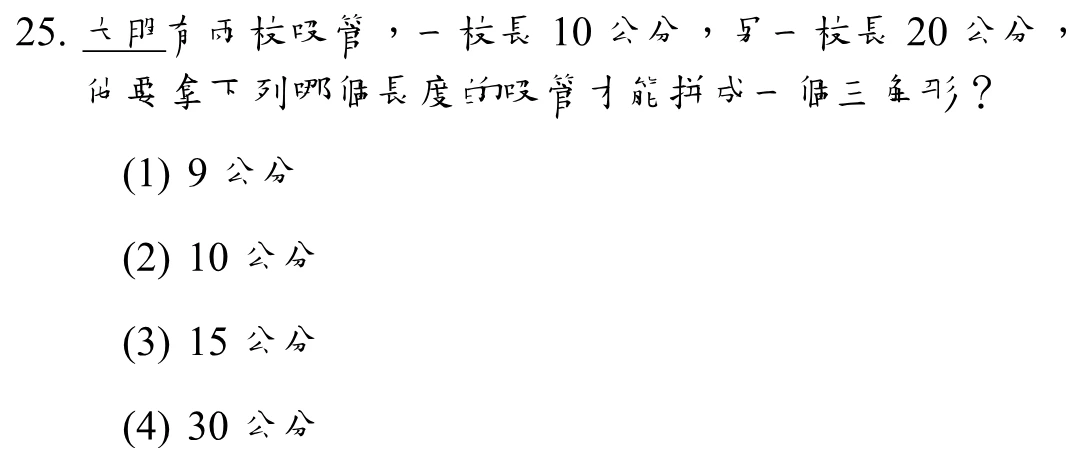 25. 大明有兩枝吸管，一枝長 10 公分，另一枝長 20 公分，
他要拿下列哪個長度的吸管才能拼成一個三角形？
(1) 9 公分
(2) 10 公分
(3) 15 公分
(4) 30 公分